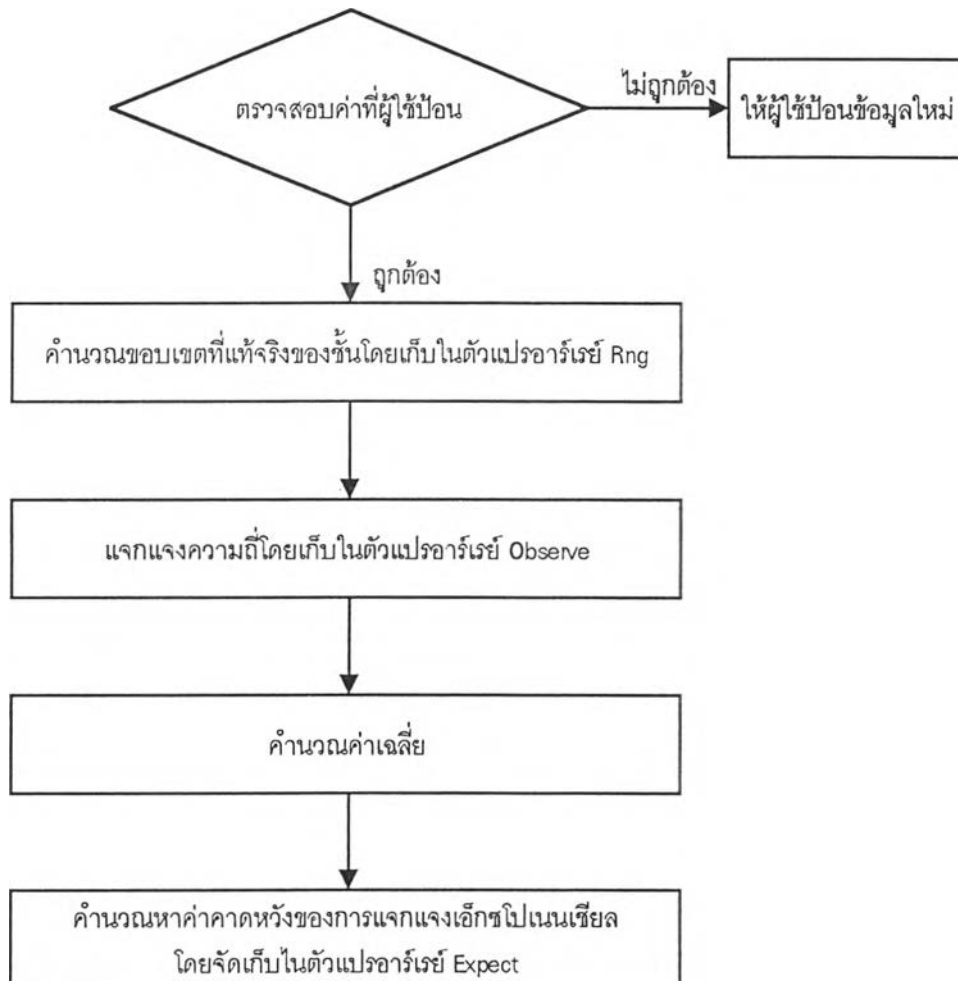 ตรวจสอบค่าที่ผู้ใช้ป้อน
ไม่ถูกต้อง
ให้ผู้ใช้ป้อนข้อมูลใหม่
ถูกต้อง
คำนวณขอบเขตที่แท้จริงของชั้นโดยเก็บในตัวแปรอาร์เรย์ Rng
แจกแจงความถี่โดยเก็บในตัวแปรอาร์เรย์ Observe
คำนวณค่าเฉลี่ย
คำนวณหาค่าคาดหวังของการแจกแจงเอ็กซโปเนนเชียล
โดยจัดเก็บในตัวแปรอาร์เรย์ Expect